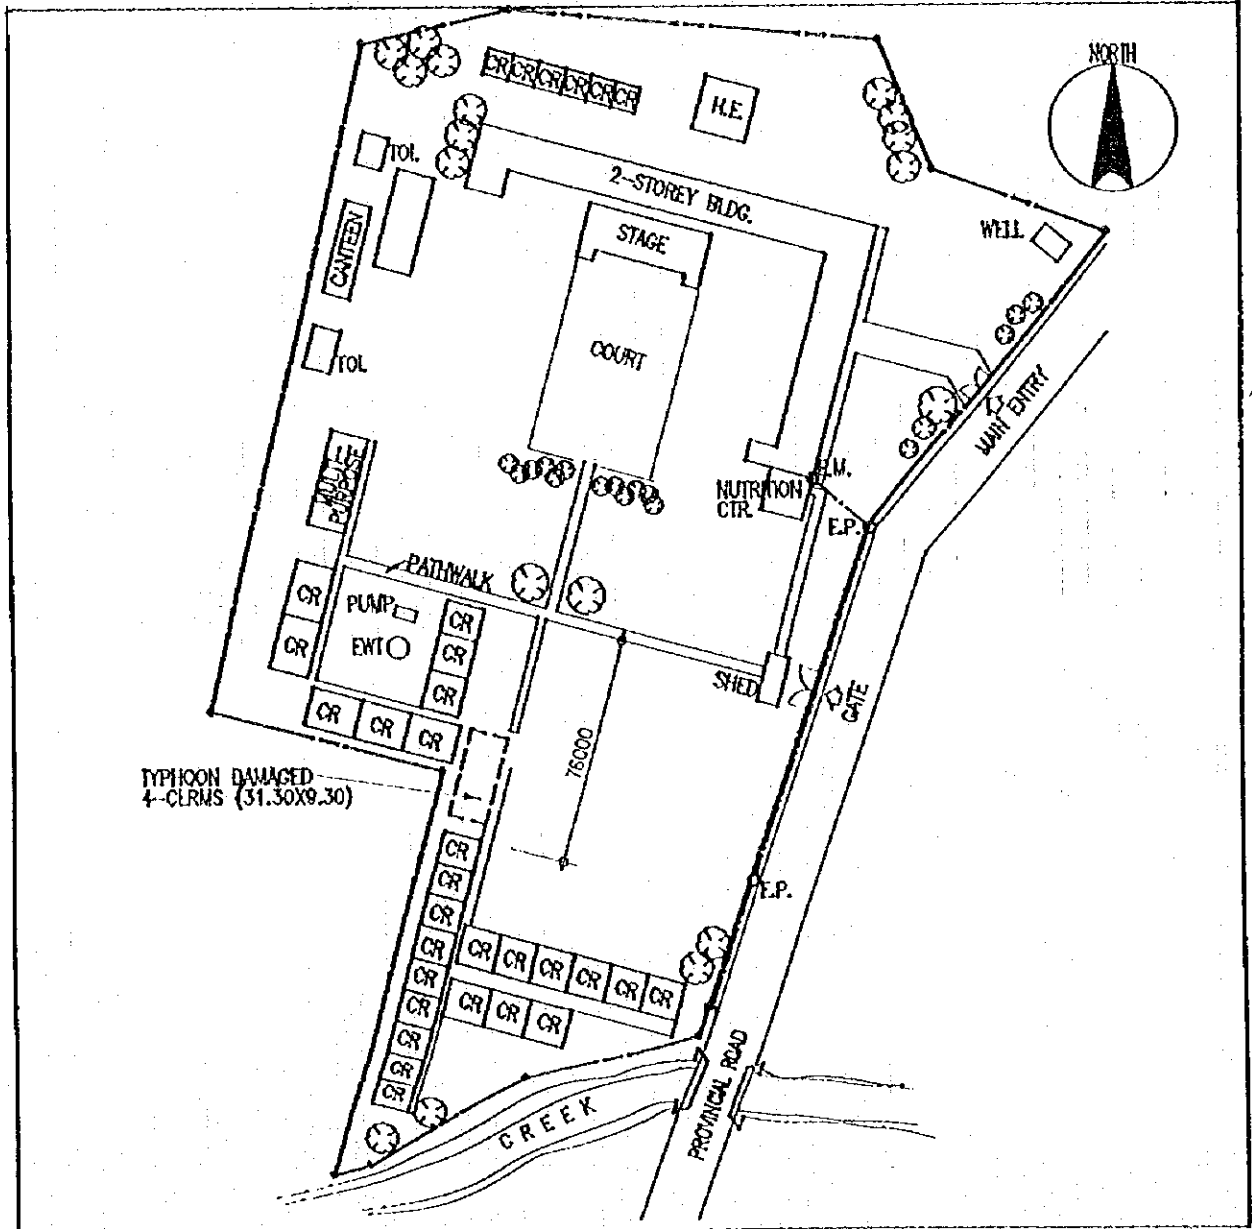 NORTH
CR CR CR CR CR CR
H.E.
TOI.
2-STOREY BLDG.
WELL
STAGE
CANTEEN
COURT
TOI.
MAIN ENTRY
MULTI
PURPOSE
NUTRITION
CTR.
E.P.
PATHWALK
CR
PUMP
CR
CR
EWT
CR
CR
SHED
GATE
CR CR CR
76000
TYPHOON DAMAGED
4-CLRMS (31.30X9.30)
CR
CR
E.P.
CR
CR
CR CR CR CR CR CR
CR
CR CR CR
CR
CR
CR
CR
PROVINCIAL ROAD
CREEK